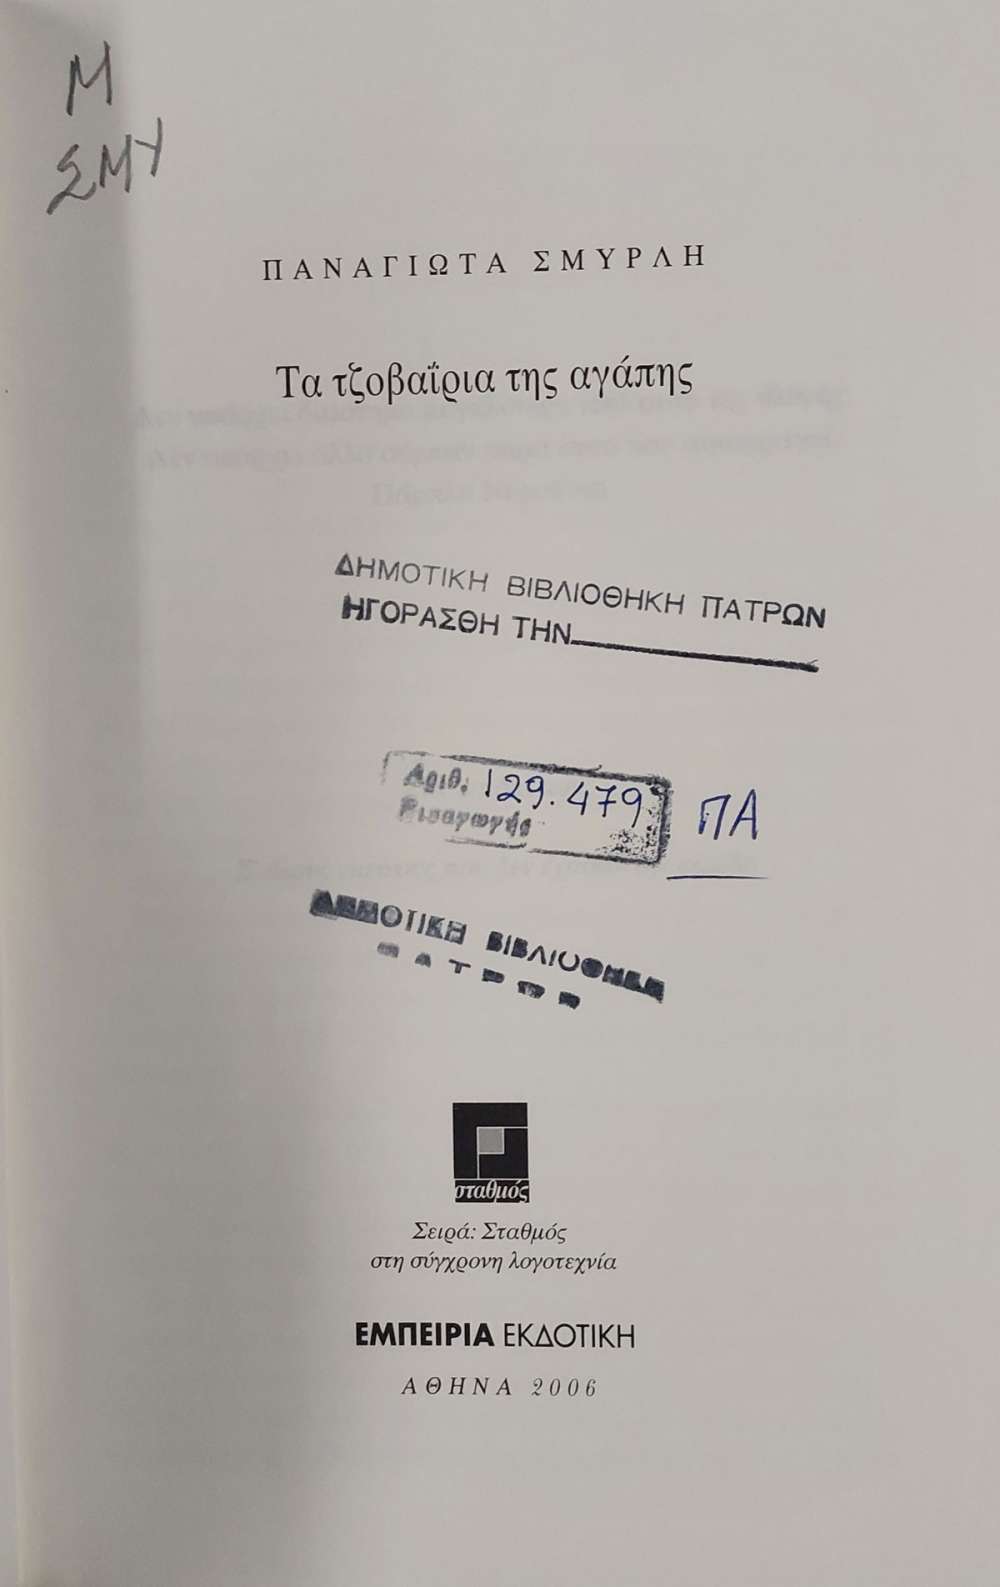 Μ
ΣΜΥ
ΠΑΝΑΓΙΩΤΑ ΣΜΥΡΛΗ
Τα τζοβαΐρια της αγάπης
ΔΗΜΟΤΙΚΗ ΒΙΒΛΙΟΘΗΚΗ ΠΑΤΡΩΝ
ΗΓΟΡΑΣΘΗ ΤΗΝ
Αριθ. 129.479 ΠΑ
Εισαγωγής
ΔΗΜΟΤΙΚΗ ΒΙΒΛΙΟΘΗΚΗ
ΠΑΤΡΩΝ
σταθμός
Σειρά: Σταθμός
στη σύγχρονη λογοτεχνία
ΕΜΠΕΙΡΙΑ ΕΚΔΟΤΙΚΗ
ΑΘΗΝΑ 2006